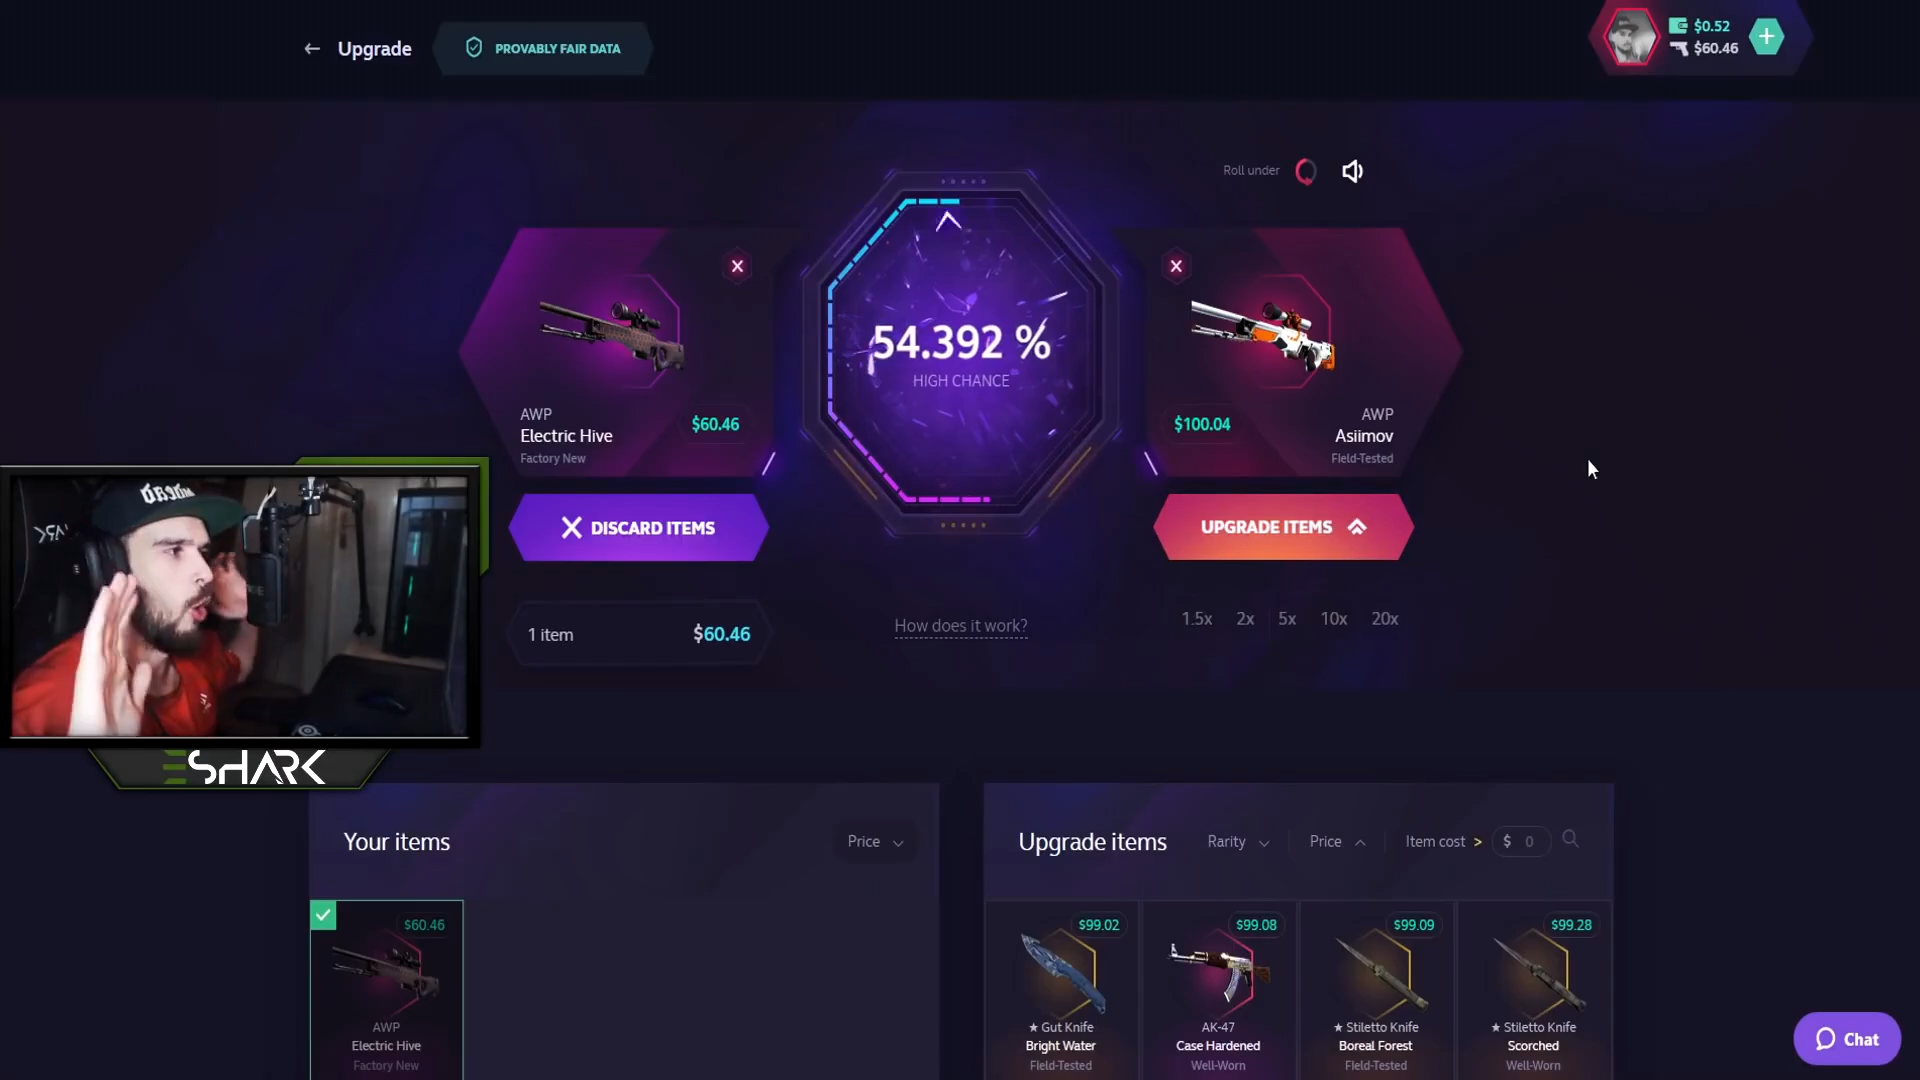 Upgrade
PROVABLY FAIR DATA
$0.52
$60.46
Roll under
54.392 %
HIGH CHANCE
AWP
Electric Hive
Factory New
$60.46
$100.04
AWP
Asiimov
Field-Tested
DISCARD ITEMS
UPGRADE ITEMS
1 item
$60.46
How does it work?
1.5x 2x 5x 10x 20x
SHARK
Your items
Price
Upgrade items
Rarity
Price
Item cost >
$ 0
$60.46
AWP
Electric Hive
Factory New
$99.02
★ Gut Knife
Bright Water
Field-Tested
$99.08
AK-47
Case Hardened
Well-Worn
$99.09
★ Stiletto Knife
Boreal Forest
Field-Tested
$99.28
★ Stiletto Knife
Scorched
Well-Worn
Chat